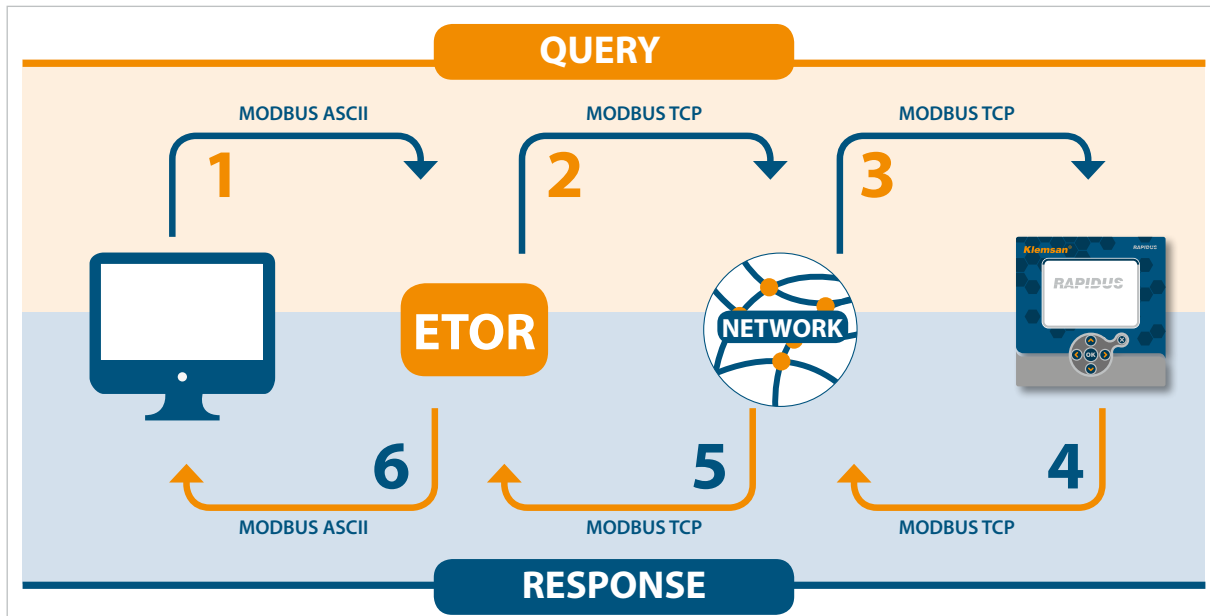 QUERY
MODBUS ASCII
MODBUS TCP
MODBUS TCP
1
2
3
Klemsan®
RAPIDUS
RAPIDUS
ETOR
NETWORK
OK
6
5
4
MODBUS ASCII
MODBUS TCP
MODBUS TCP
RESPONSE